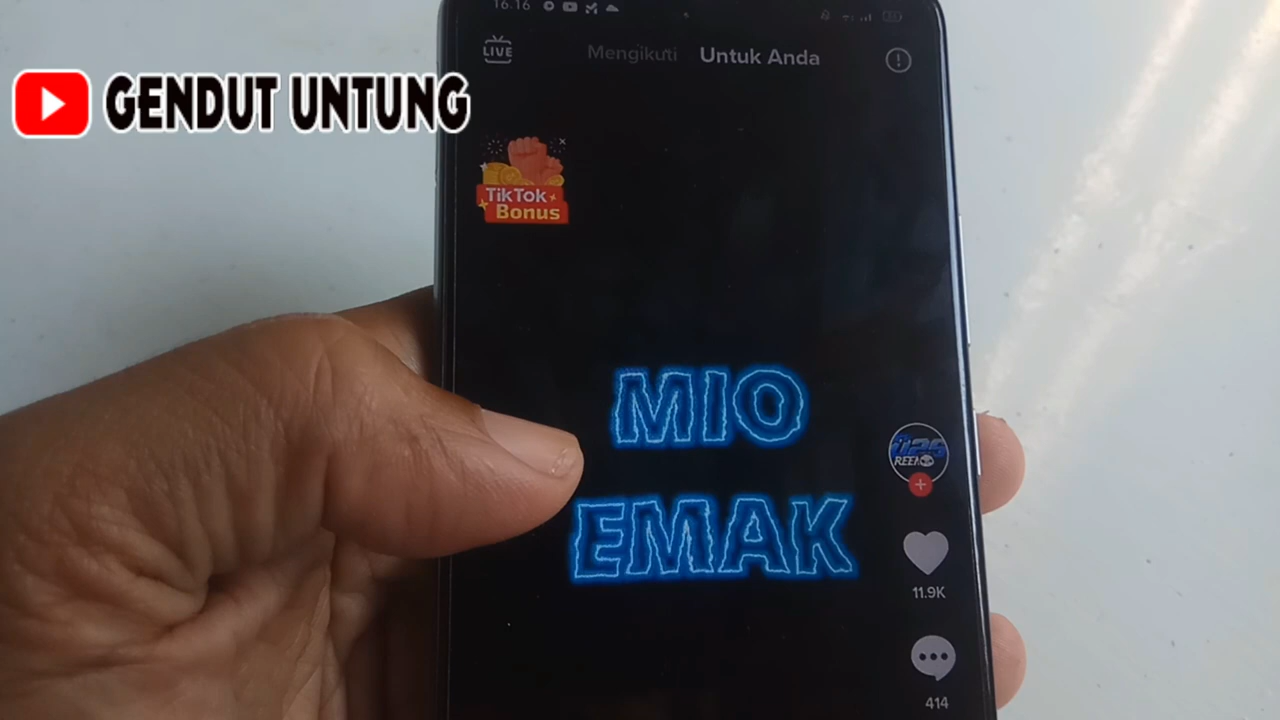 16.16
LIVE
Mengikuti
Untuk Anda
GENDUT UNTUNG
TikTok
Bonus
MIO
EMAK
11.9K
414